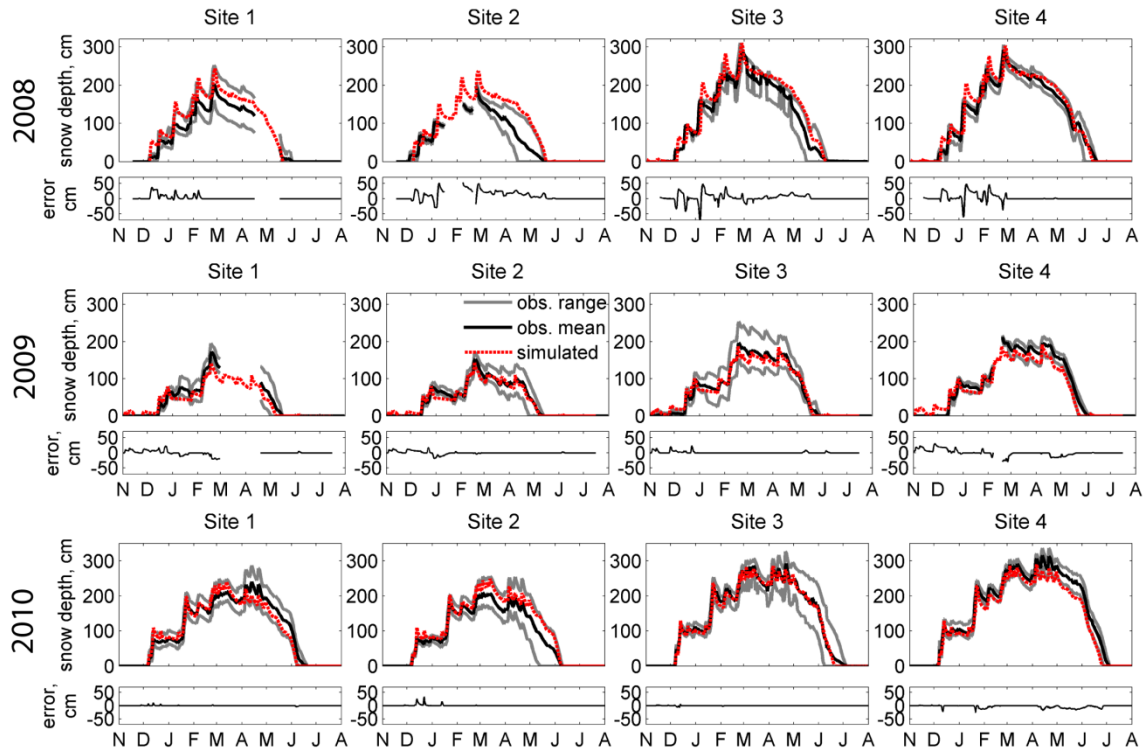 Site 1 Site 2 Site 3 Site 4
2008
snow depth, cm
300
200
100
0
error
cm
50
0
-50
N D J F M A M J J A N D J F M A M J J A N D J F M A M J J A N D J F M A M J J A
Site 1 Site 2 Site 3 Site 4
2009
snow depth, cm
300
200
100
0
obs. range
obs. mean
simulated
error,
cm
50
0
-50
N D J F M A M J J A N D J F M A M J J A N D J F M A M J J A N D J F M A M J J A
Site 1 Site 2 Site 3 Site 4
2010
snow depth, cm
300
200
100
0
error,
cm
50
0
-50
N D J F M A M J J A N D J F M A M J J A N D J F M A M J J A N D J F M A M J J A